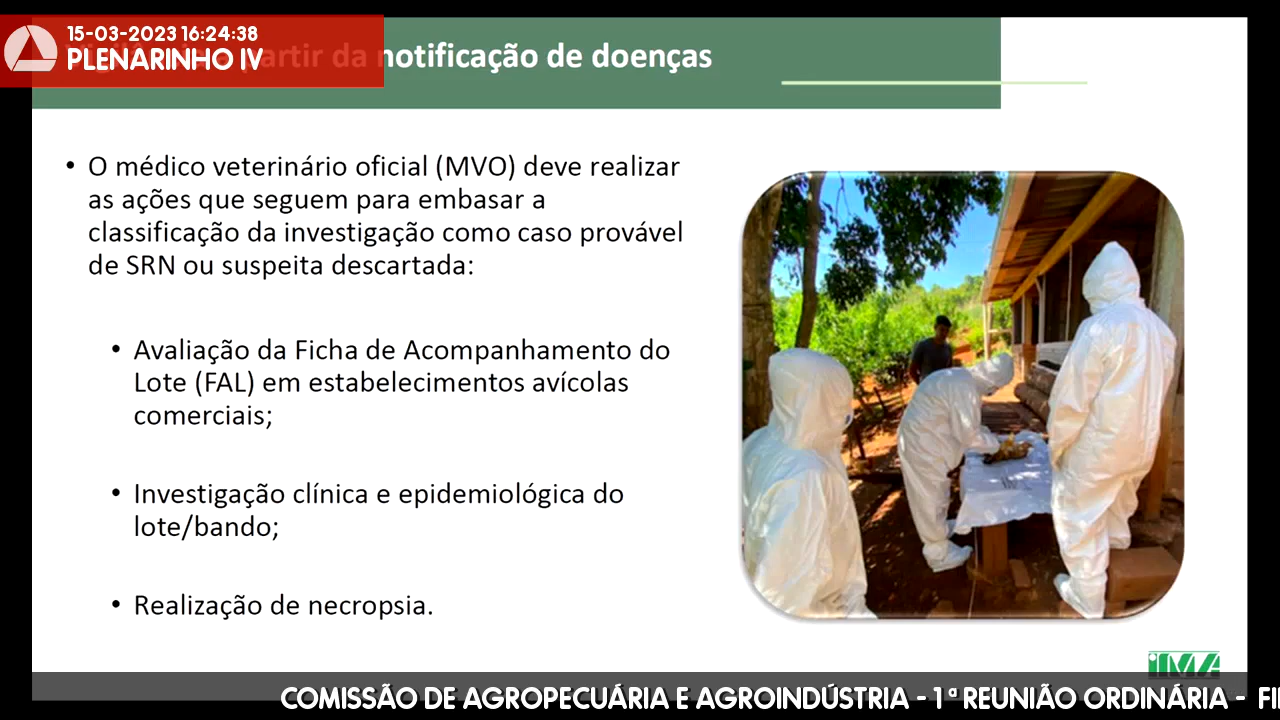 15-03-2023 16:24:38
PLENARINHO IV
partir da notificação de doenças
• O médico veterinário oficial (MVO) deve realizar
as ações que seguem para embasar a
classificação da investigação como caso provável
de SRN ou suspeita descartada:
• Avaliação da Ficha de Acompanhamento do
Lote (FAL) em estabelecimentos avícolas
comerciais;
• Investigação clínica e epidemiológica do
lote/bando;
• Realização de necropsia.
IMA
COMISSÃO DE AGROPECUÁRIA E AGROINDÚSTRIA - 1ª REUNIÃO ORDINÁRIA -